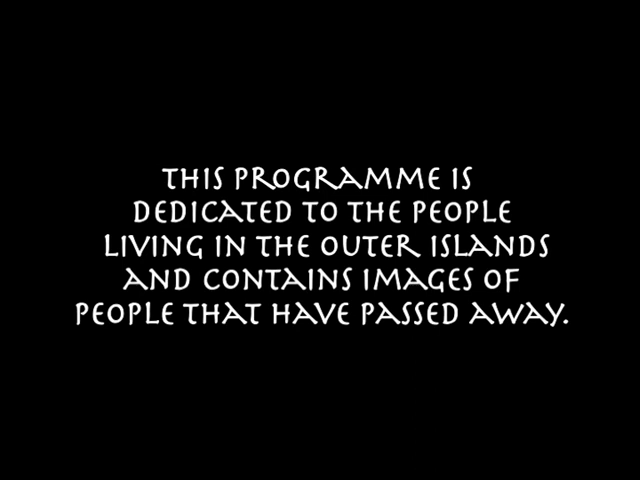 THIS PROGRAMME IS
DEDICATED TO THE PEOPLE
LIVING IN THE OUTER ISLANDS
AND CONTAINS IMAGES OF
PEOPLE THAT HAVE PASSED AWAY.